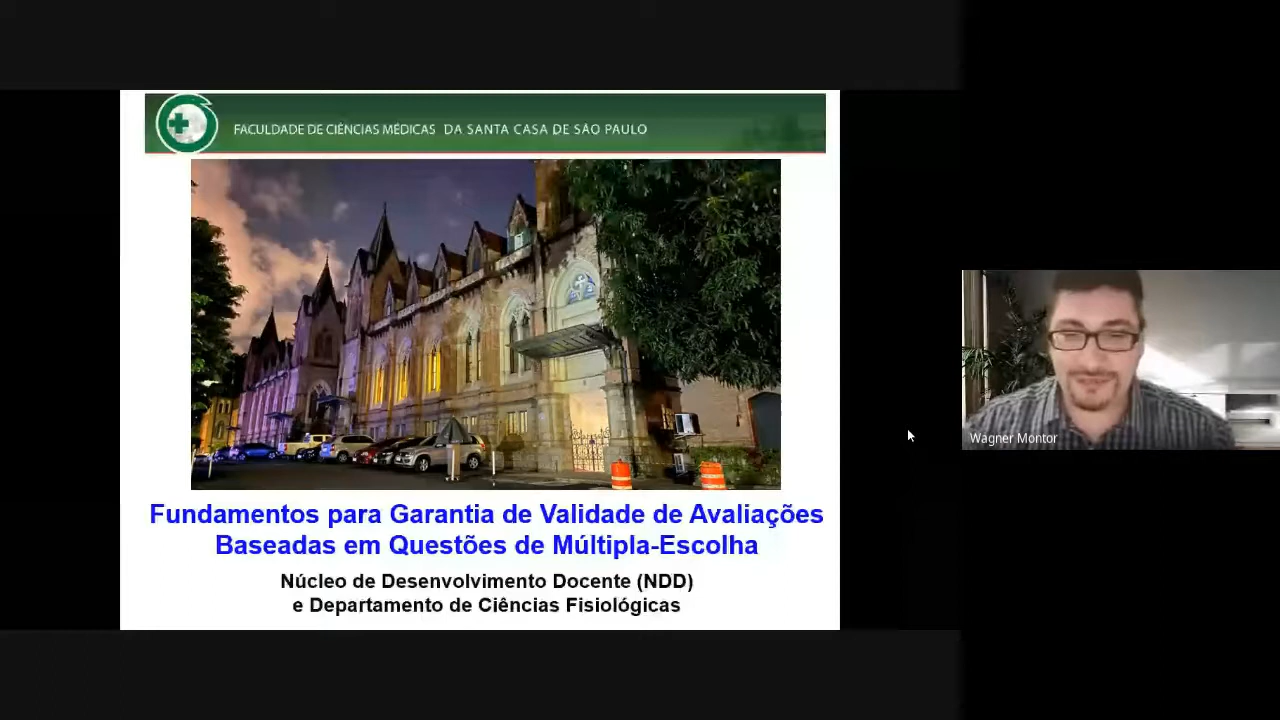 FACULDADE DE CIÊNCIAS MÉDICAS DA SANTA CASA DE SÃO PAULO
Fundamentos para Garantia de Validade de Avaliações
Baseadas em Questões de Múltipla-Escolha
Núcleo de Desenvolvimento Docente (NDD)
e Departamento de Ciências Fisiológicas
Wagner Montor